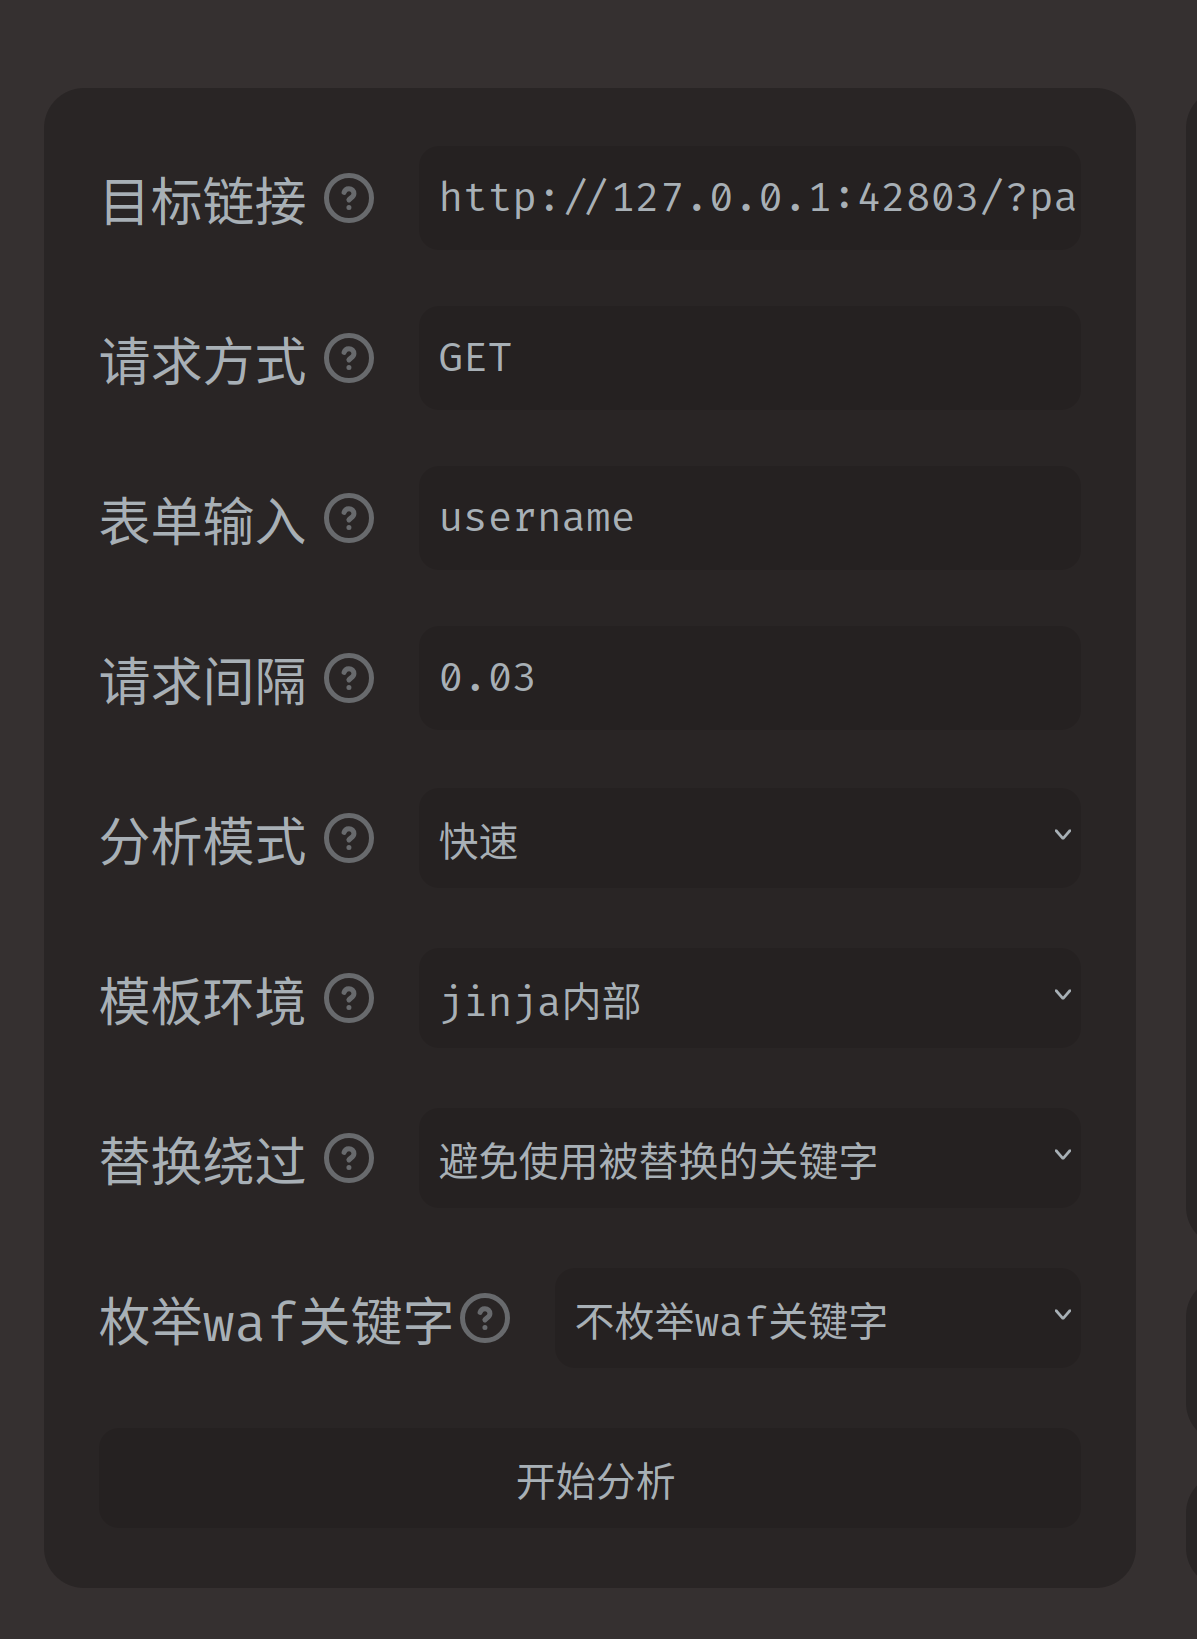 目标链接 ? http://127.0.0.1:42803/?pa
请求方式 ? GET
表单输入 ? username
请求间隔 ? 0.03
分析模式 ? 快速
模板环境 ? jinja内部
替换绕过 ? 避免使用被替换的关键字
枚举waf关键字 ? 不枚举waf关键字
开始分析